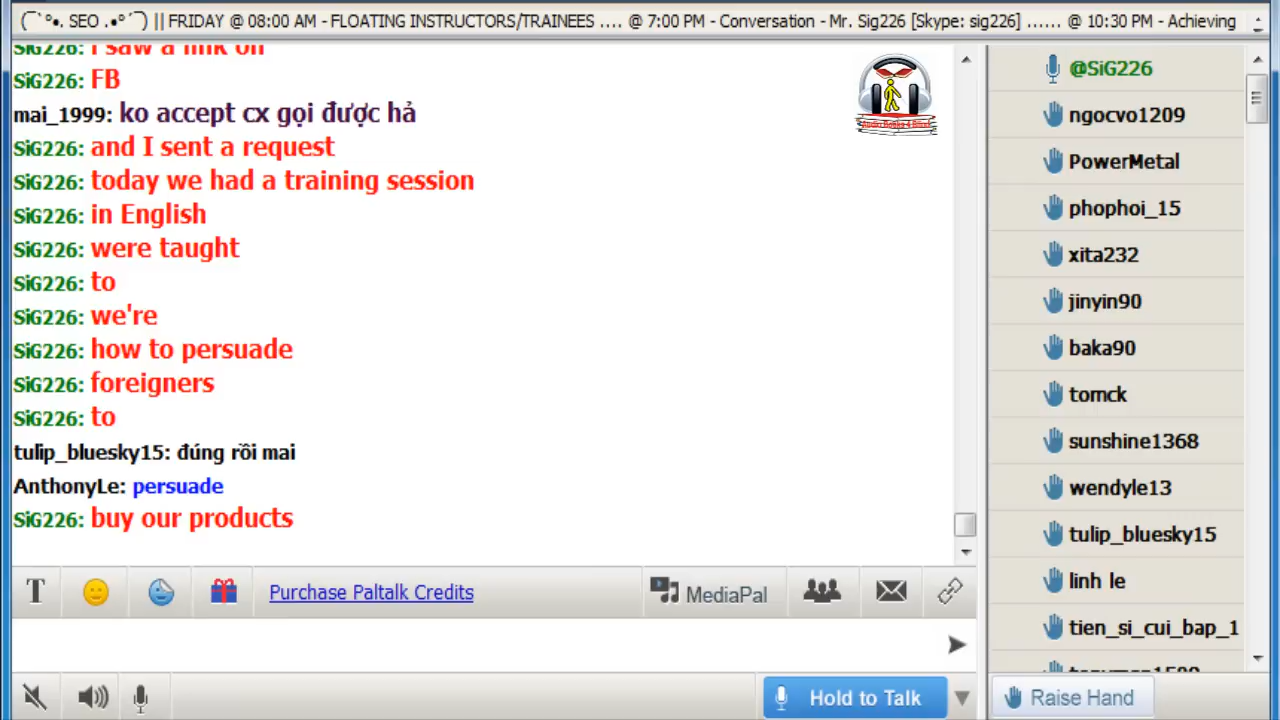 (¯`°•. SEO .•°´¯) || FRIDAY @ 08:00 AM - FLOATING INSTRUCTORS/TRAINEES .... @ 7:00 PM - Conversation - Mr. Sig226 [Skype: sig226] ...... @ 10:30 PM - Achieving
SiG226: I saw a link on
SiG226: FB
mai_1999: ko accept cx gọi được hả
SiG226: and I sent a request
SiG226: today we had a training session
SiG226: in English
SiG226: were taught
SiG226: to
SiG226: we're
SiG226: how to persuade
SiG226: foreigners
SiG226: to
tulip_bluesky15: đúng rồi mai
AnthonyLe: persuade
SiG226: buy our products
T
Purchase Paltalk Credits
MediaPal
Hold to Talk
@SiG226
ngocvo1209
PowerMetal
phophoi_15
xita232
jinyin90
baka90
tomck
sunshine1368
wendyle13
tulip_bluesky15
linh le
tien_si_cui_bap_1
Raise Hand